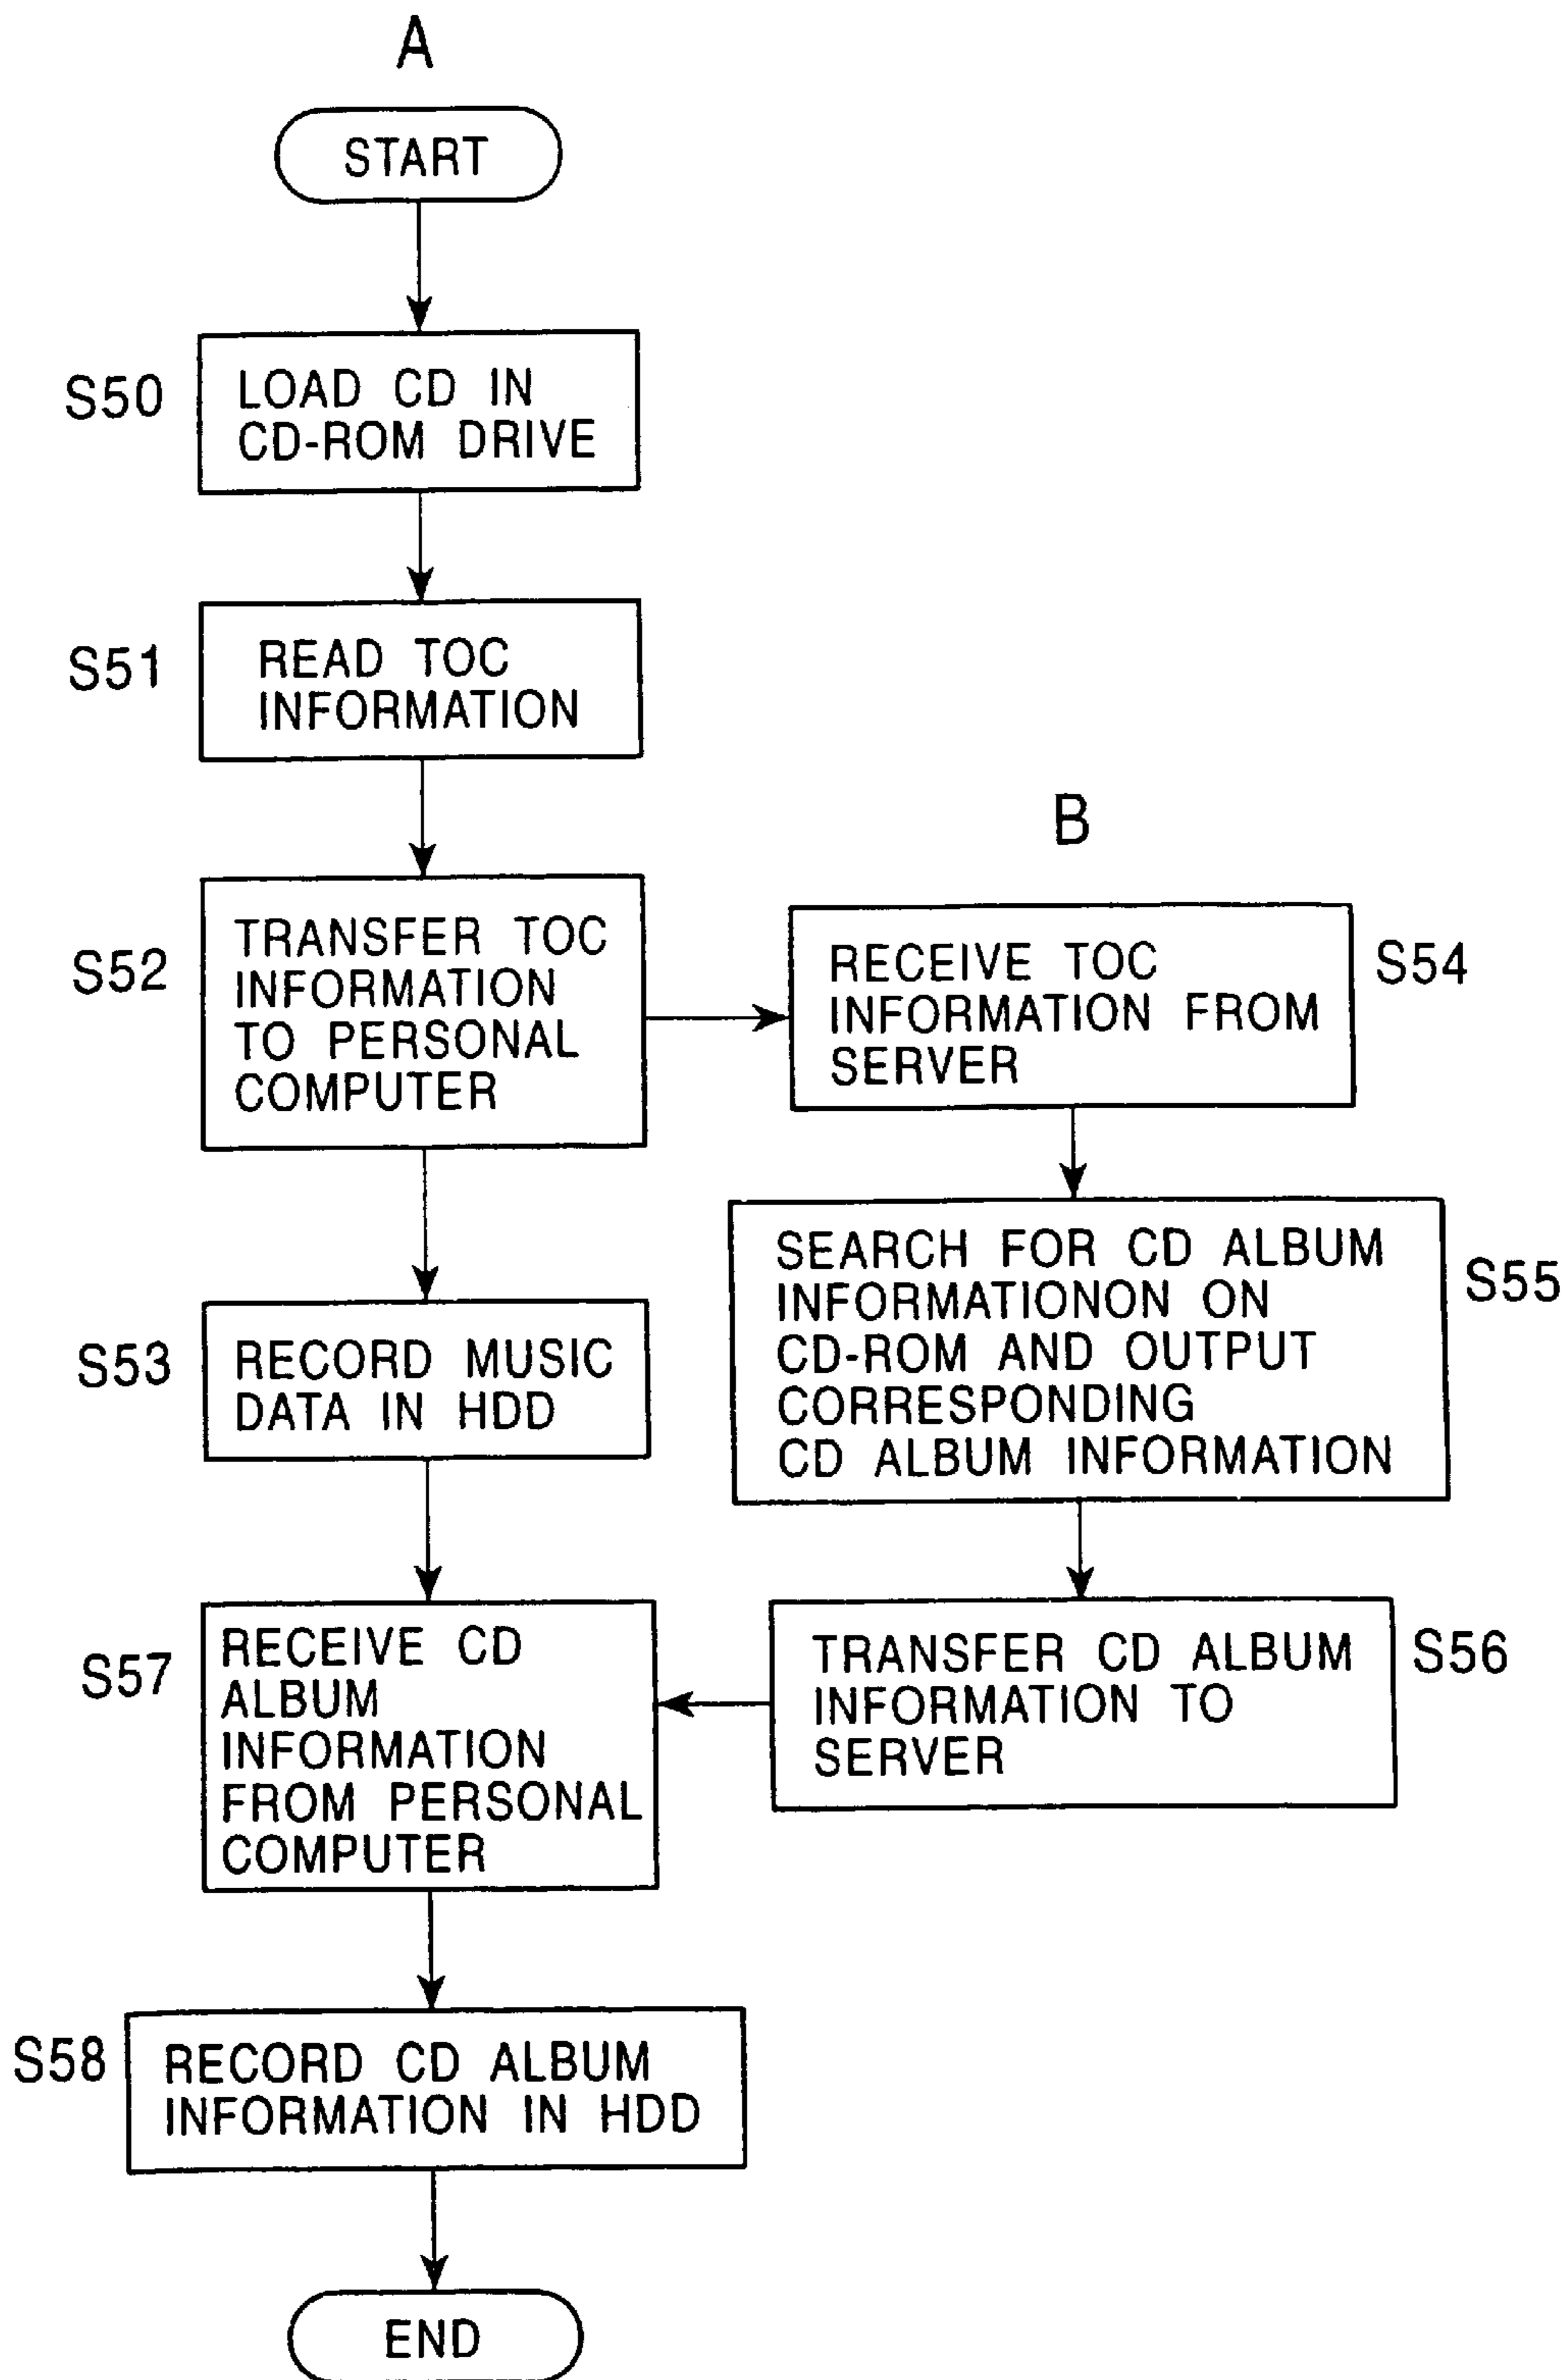 A
START
S50
LOAD CD IN
CD-ROM DRIVE
S51
READ TOC
INFORMATION
S52
TRANSFER TOC
INFORMATION
TO PERSONAL
COMPUTER
B
RECEIVE TOC
INFORMATION FROM
SERVER
S54
S53
RECORD MUSIC
DATA IN HDD
SEARCH FOR CD ALBUM
INFORMATIONON ON
CD-ROM AND OUTPUT
CORRESPONDING
CD ALBUM INFORMATION
S55
S57
RECEIVE CD
ALBUM
INFORMATION
FROM PERSONAL
COMPUTER
TRANSFER CD ALBUM
INFORMATION TO
SERVER
S56
S58
RECORD CD ALBUM
INFORMATION IN HDD
END